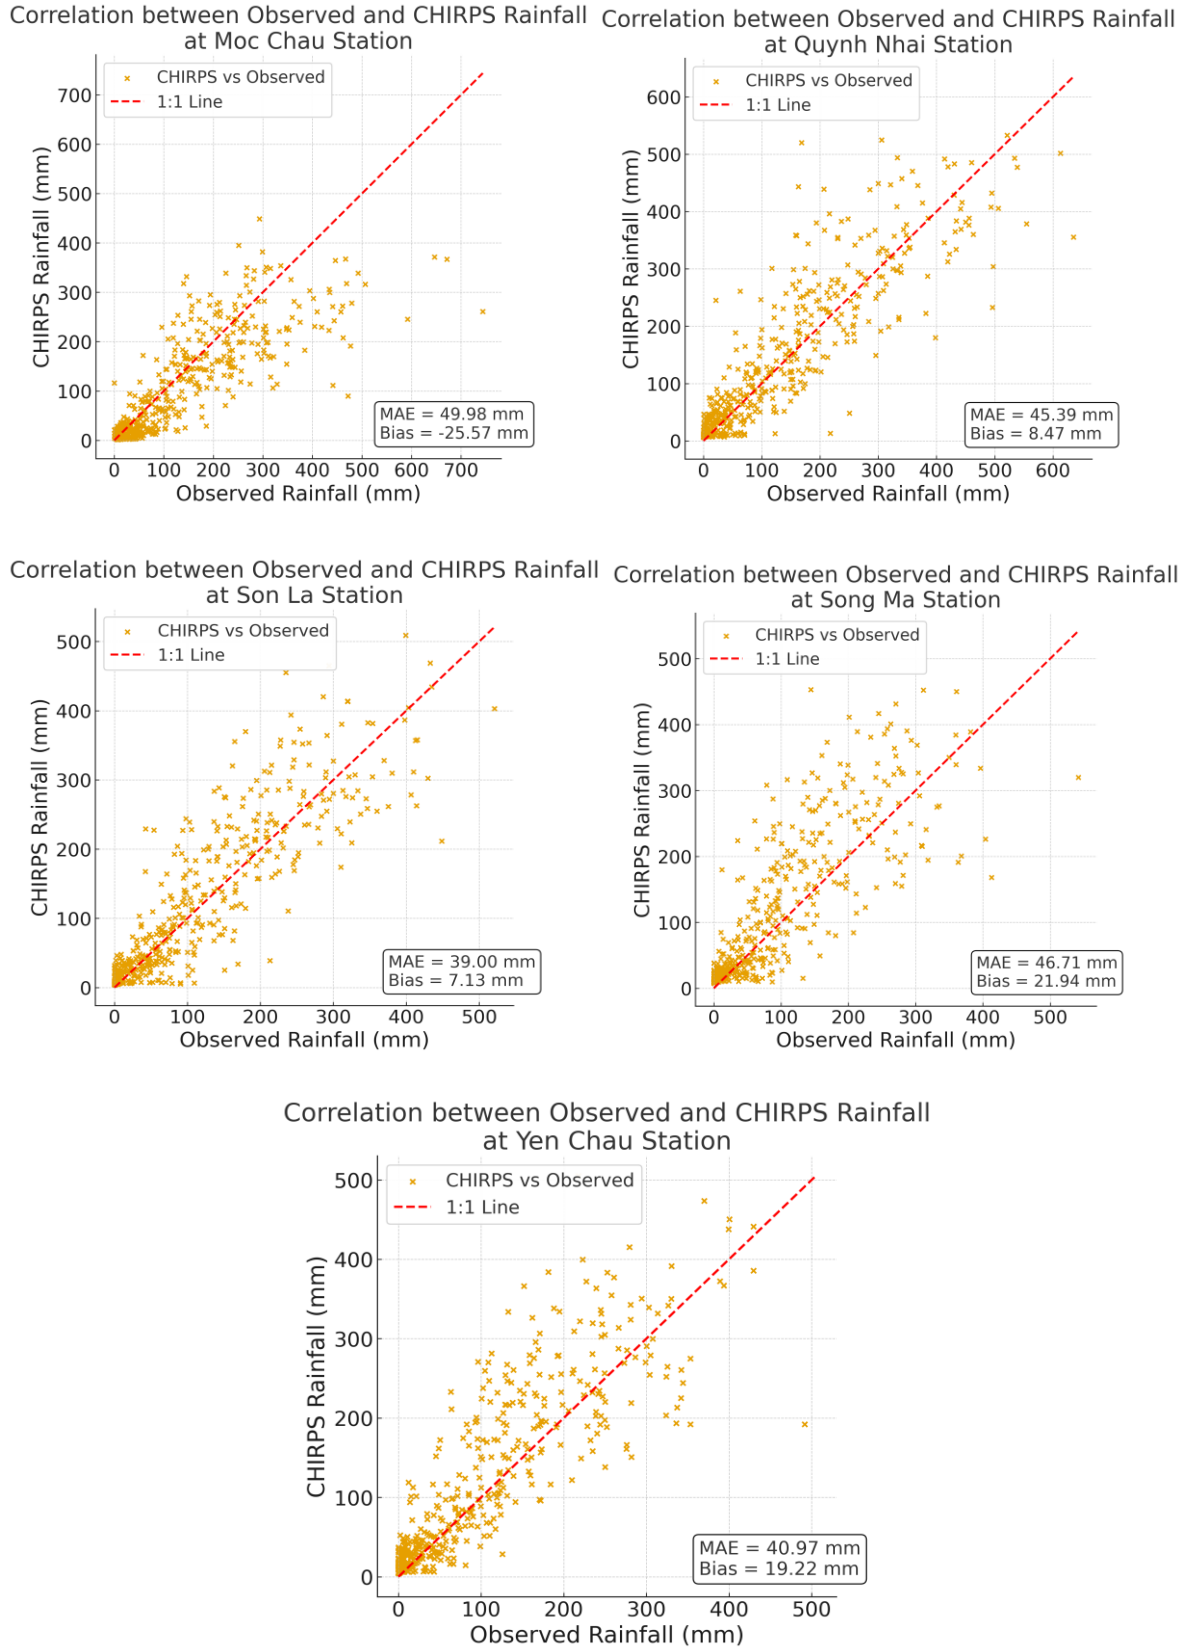 Correlation between Observed and CHIRPS Rainfall
at Moc Chau Station
CHIRPS vs Observed
1:1 Line
700
600
500
400
300
200
100
0
CHIRPS Rainfall (mm)
MAE = 49.98 mm
Bias = -25.57 mm
0 100 200 300 400 500 600 700
Observed Rainfall (mm)
Correlation between Observed and CHIRPS Rainfall
at Quynh Nhai Station
CHIRPS vs Observed
1:1 Line
600
500
400
300
200
100
0
CHIRPS Rainfall (mm)
MAE = 45.39 mm
Bias = 8.47 mm
0 100 200 300 400 500 600
Observed Rainfall (mm)
Correlation between Observed and CHIRPS Rainfall
at Son La Station
CHIRPS vs Observed
1:1 Line
500
400
300
200
100
0
CHIRPS Rainfall (mm)
MAE = 39.00 mm
Bias = 7.13 mm
0 100 200 300 400 500
Observed Rainfall (mm)
Correlation between Observed and CHIRPS Rainfall
at Song Ma Station
CHIRPS vs Observed
1:1 Line
500
400
300
200
100
0
CHIRPS Rainfall (mm)
MAE = 46.71 mm
Bias = 21.94 mm
0 100 200 300 400 500
Observed Rainfall (mm)
Correlation between Observed and CHIRPS Rainfall
at Yen Chau Station
CHIRPS vs Observed
1:1 Line
500
400
300
200
100
0
CHIRPS Rainfall (mm)
MAE = 40.97 mm
Bias = 19.22 mm
0 100 200 300 400 500
Observed Rainfall (mm)